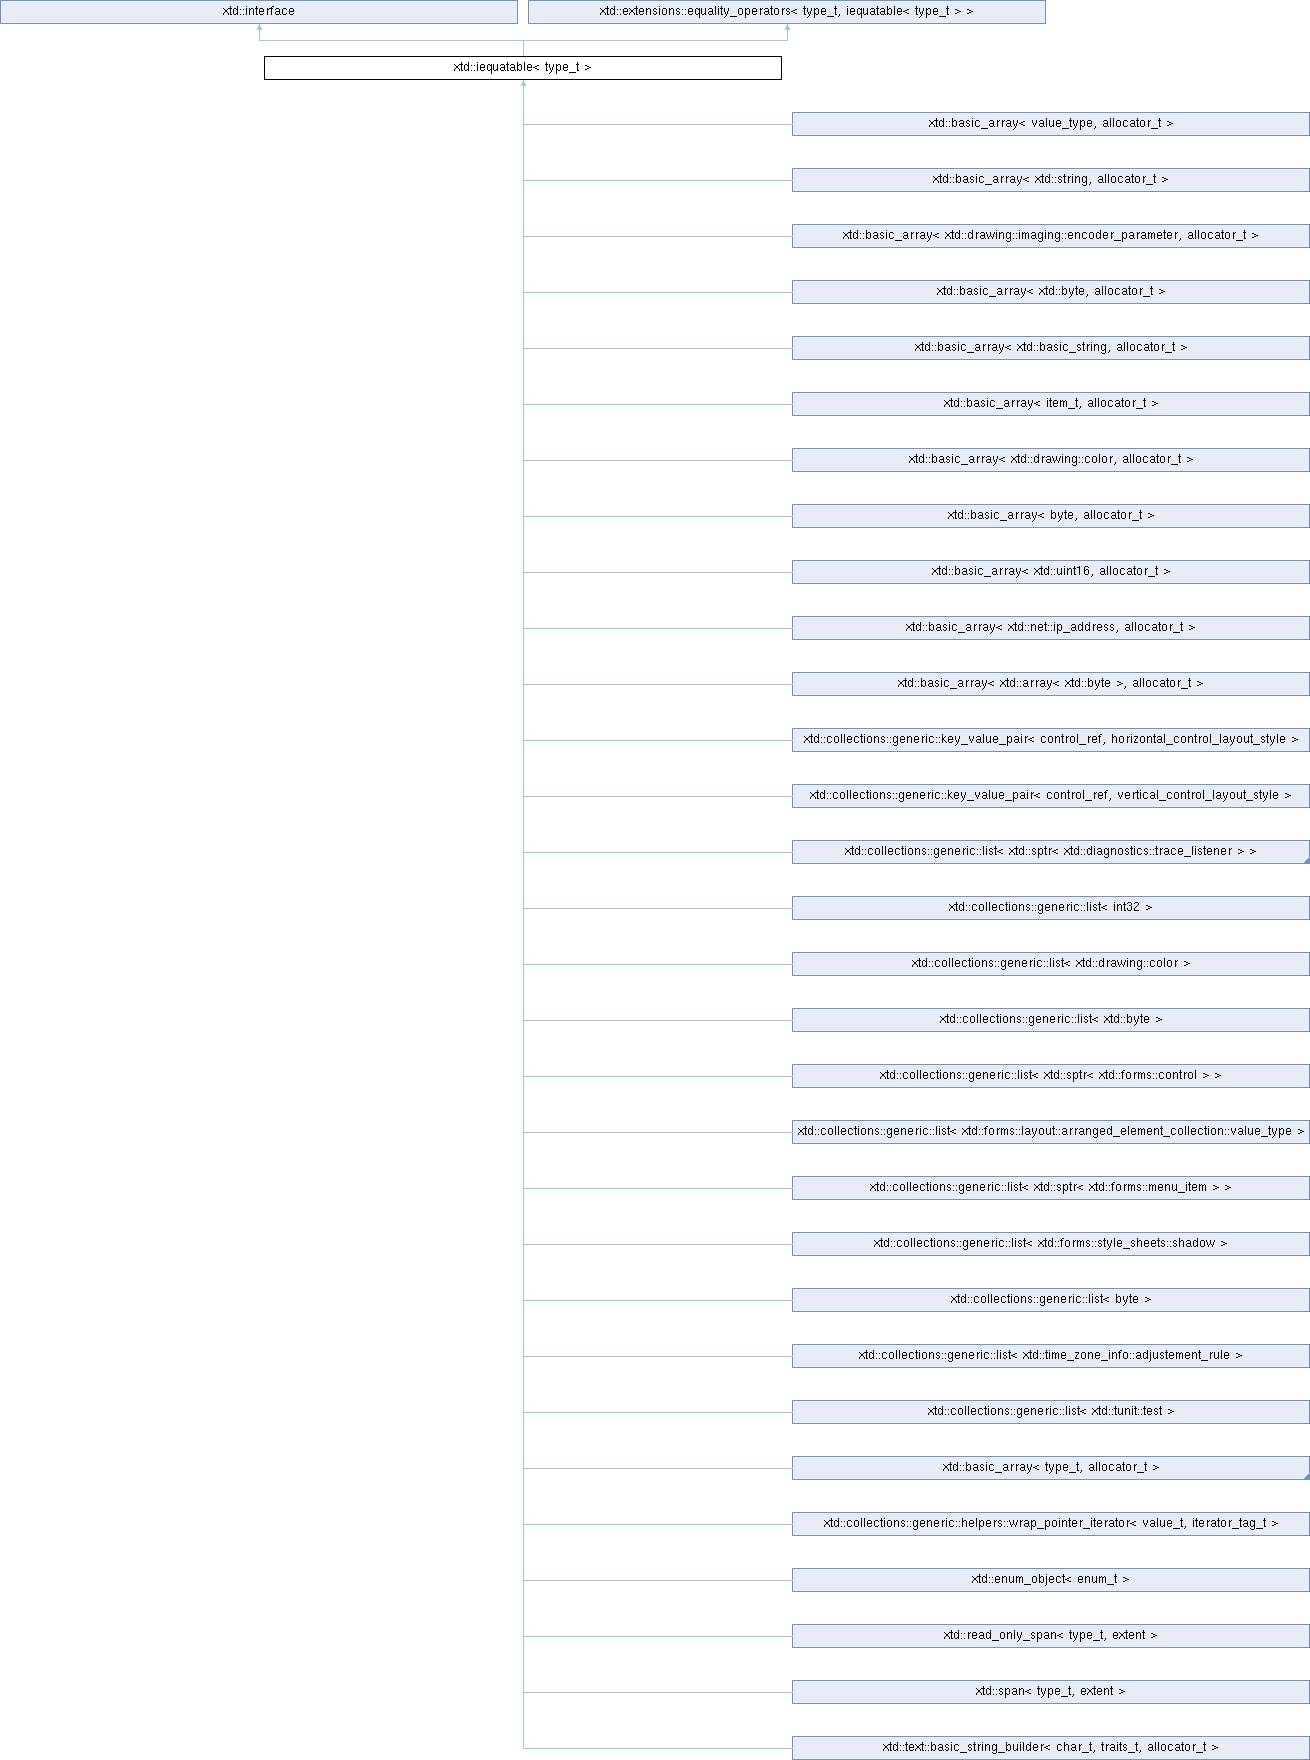 xtd::interface
xtd::extensions::equality_operators< type_t, iequatable< type_t > >
xtd::iequatable< type_t >
xtd::basic_array< value_type, allocator_t >
xtd::basic_array< xtd::string, allocator_t >
xtd::basic_array< xtd::drawing::imaging::encoder_parameter, allocator_t >
xtd::basic_array< xtd::byte, allocator_t >
xtd::basic_array< xtd::basic_string, allocator_t >
xtd::basic_array< item_t, allocator_t >
xtd::basic_array< xtd::drawing::color, allocator_t >
xtd::basic_array< byte, allocator_t >
xtd::basic_array< xtd::uint16, allocator_t >
xtd::basic_array< xtd::net::ip_address, allocator_t >
xtd::basic_array< xtd::array< xtd::byte >, allocator_t >
xtd::collections::generic::key_value_pair< control_ref, horizontal_control_layout_style >
xtd::collections::generic::key_value_pair< control_ref, vertical_control_layout_style >
xtd::collections::generic::list< xtd::sptr< xtd::diagnostics::trace_listener > >
xtd::collections::generic::list< int32 >
xtd::collections::generic::list< xtd::drawing::color >
xtd::collections::generic::list< xtd::byte >
xtd::collections::generic::list< xtd::sptr< xtd::forms::control > >
xtd::collections::generic::list< xtd::forms::layout::arranged_element_collection::value_type >
xtd::collections::generic::list< xtd::sptr< xtd::forms::menu_item > >
xtd::collections::generic::list< xtd::forms::style_sheets::shadow >
xtd::collections::generic::list< byte >
xtd::collections::generic::list< xtd::time_zone_info::adjustement_rule >
xtd::collections::generic::list< xtd::tunit::test >
xtd::basic_array< type_t, allocator_t >
xtd::collections::generic::helpers::wrap_pointer_iterator< value_t, iterator_tag_t >
xtd::enum_object< enum_t >
xtd::read_only_span< type_t, extent >
xtd::span< type_t, extent >
xtd::text::basic_string_builder< char_t, traits_t, allocator_t >